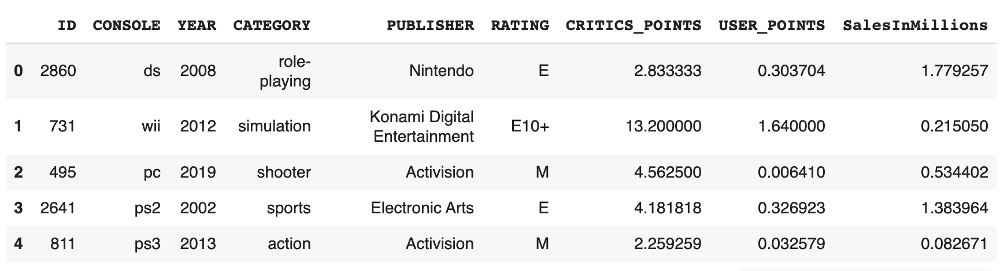 ID CONSOLE YEAR CATEGORY PUBLISHER RATING CRITICS_POINTS USER_POINTS SalesInMillions
0 2860 ds 2008 role-playing Nintendo E 2.833333 0.303704 1.779257
1 731 wii 2012 simulation Konami Digital Entertainment E10+ 13.200000 1.640000 0.215050
2 495 pc 2019 shooter Activision M 4.562500 0.006410 0.534402
3 2641 ps2 2002 sports Electronic Arts E 4.181818 0.326923 1.383964
4 811 ps3 2013 action Activision M 2.259259 0.032579 0.082671